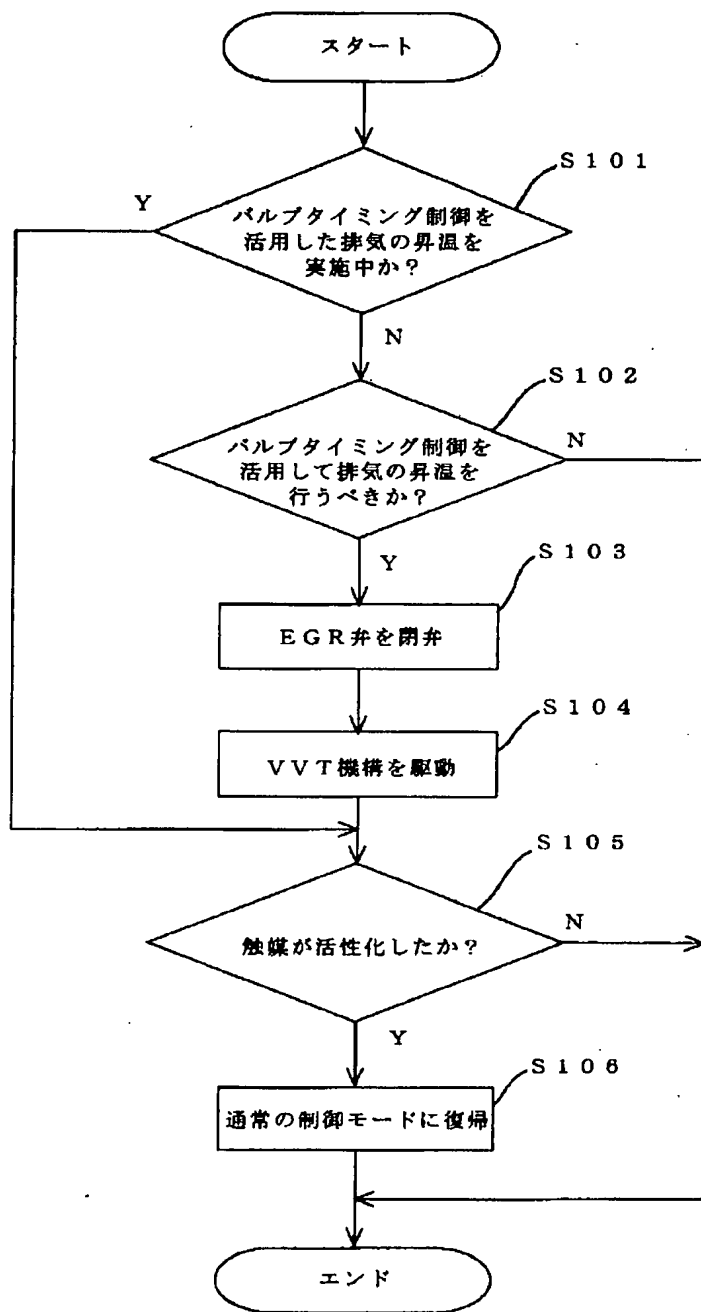 スタート
S101
Y
バルブタイミング制御を
活用した排気の昇温を
実施中か?
N
S102
バルブタイミング制御を
活用して排気の昇温を
行うべきか?
N
Y
S103
EGR弁を閉弁
S104
VVT機構を駆動
S105
触媒が活性化したか?
N
Y
S106
通常の制御モードに復帰
エンド